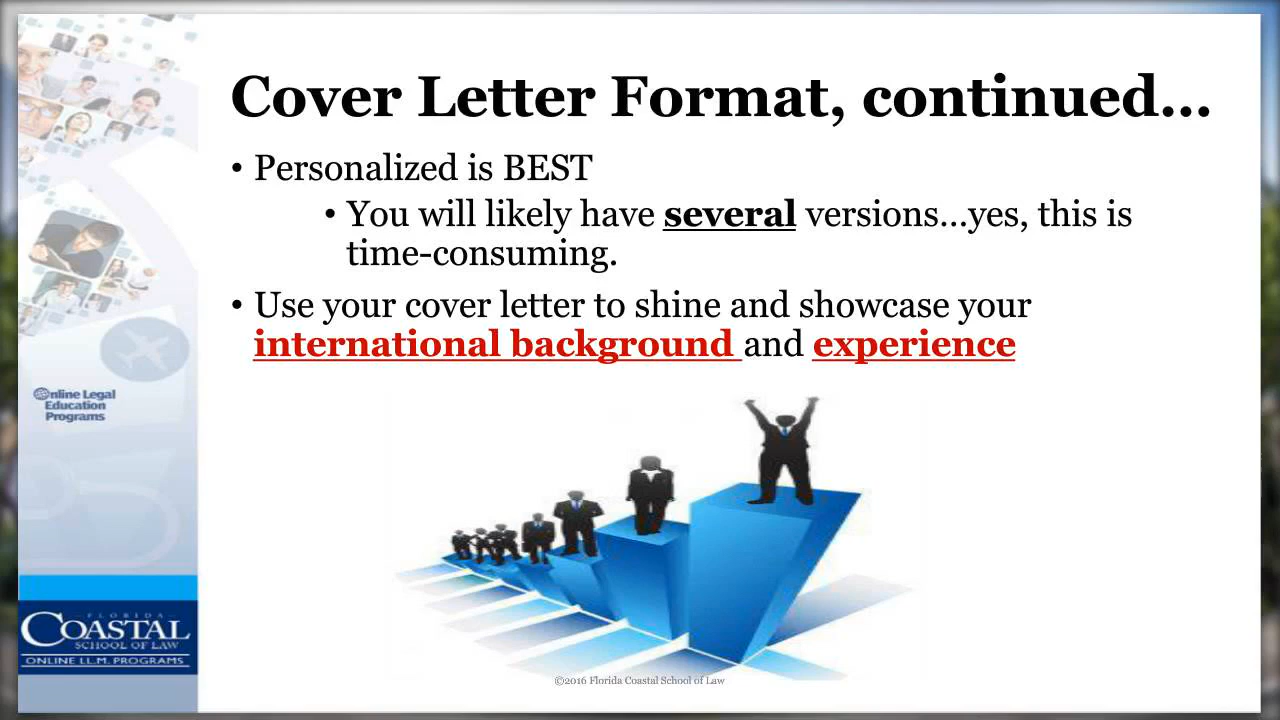 Cover Letter Format, continued...
• Personalized is BEST
• You will likely have several versions...yes, this is
time-consuming.
• Use your cover letter to shine and showcase your
international background and experience
Online Legal
Education
Programs
FLORIDA
COASTAL
SCHOOL OF LAW
ONLINE LL.M. PROGRAMS
©2016 Florida Coastal School of Law